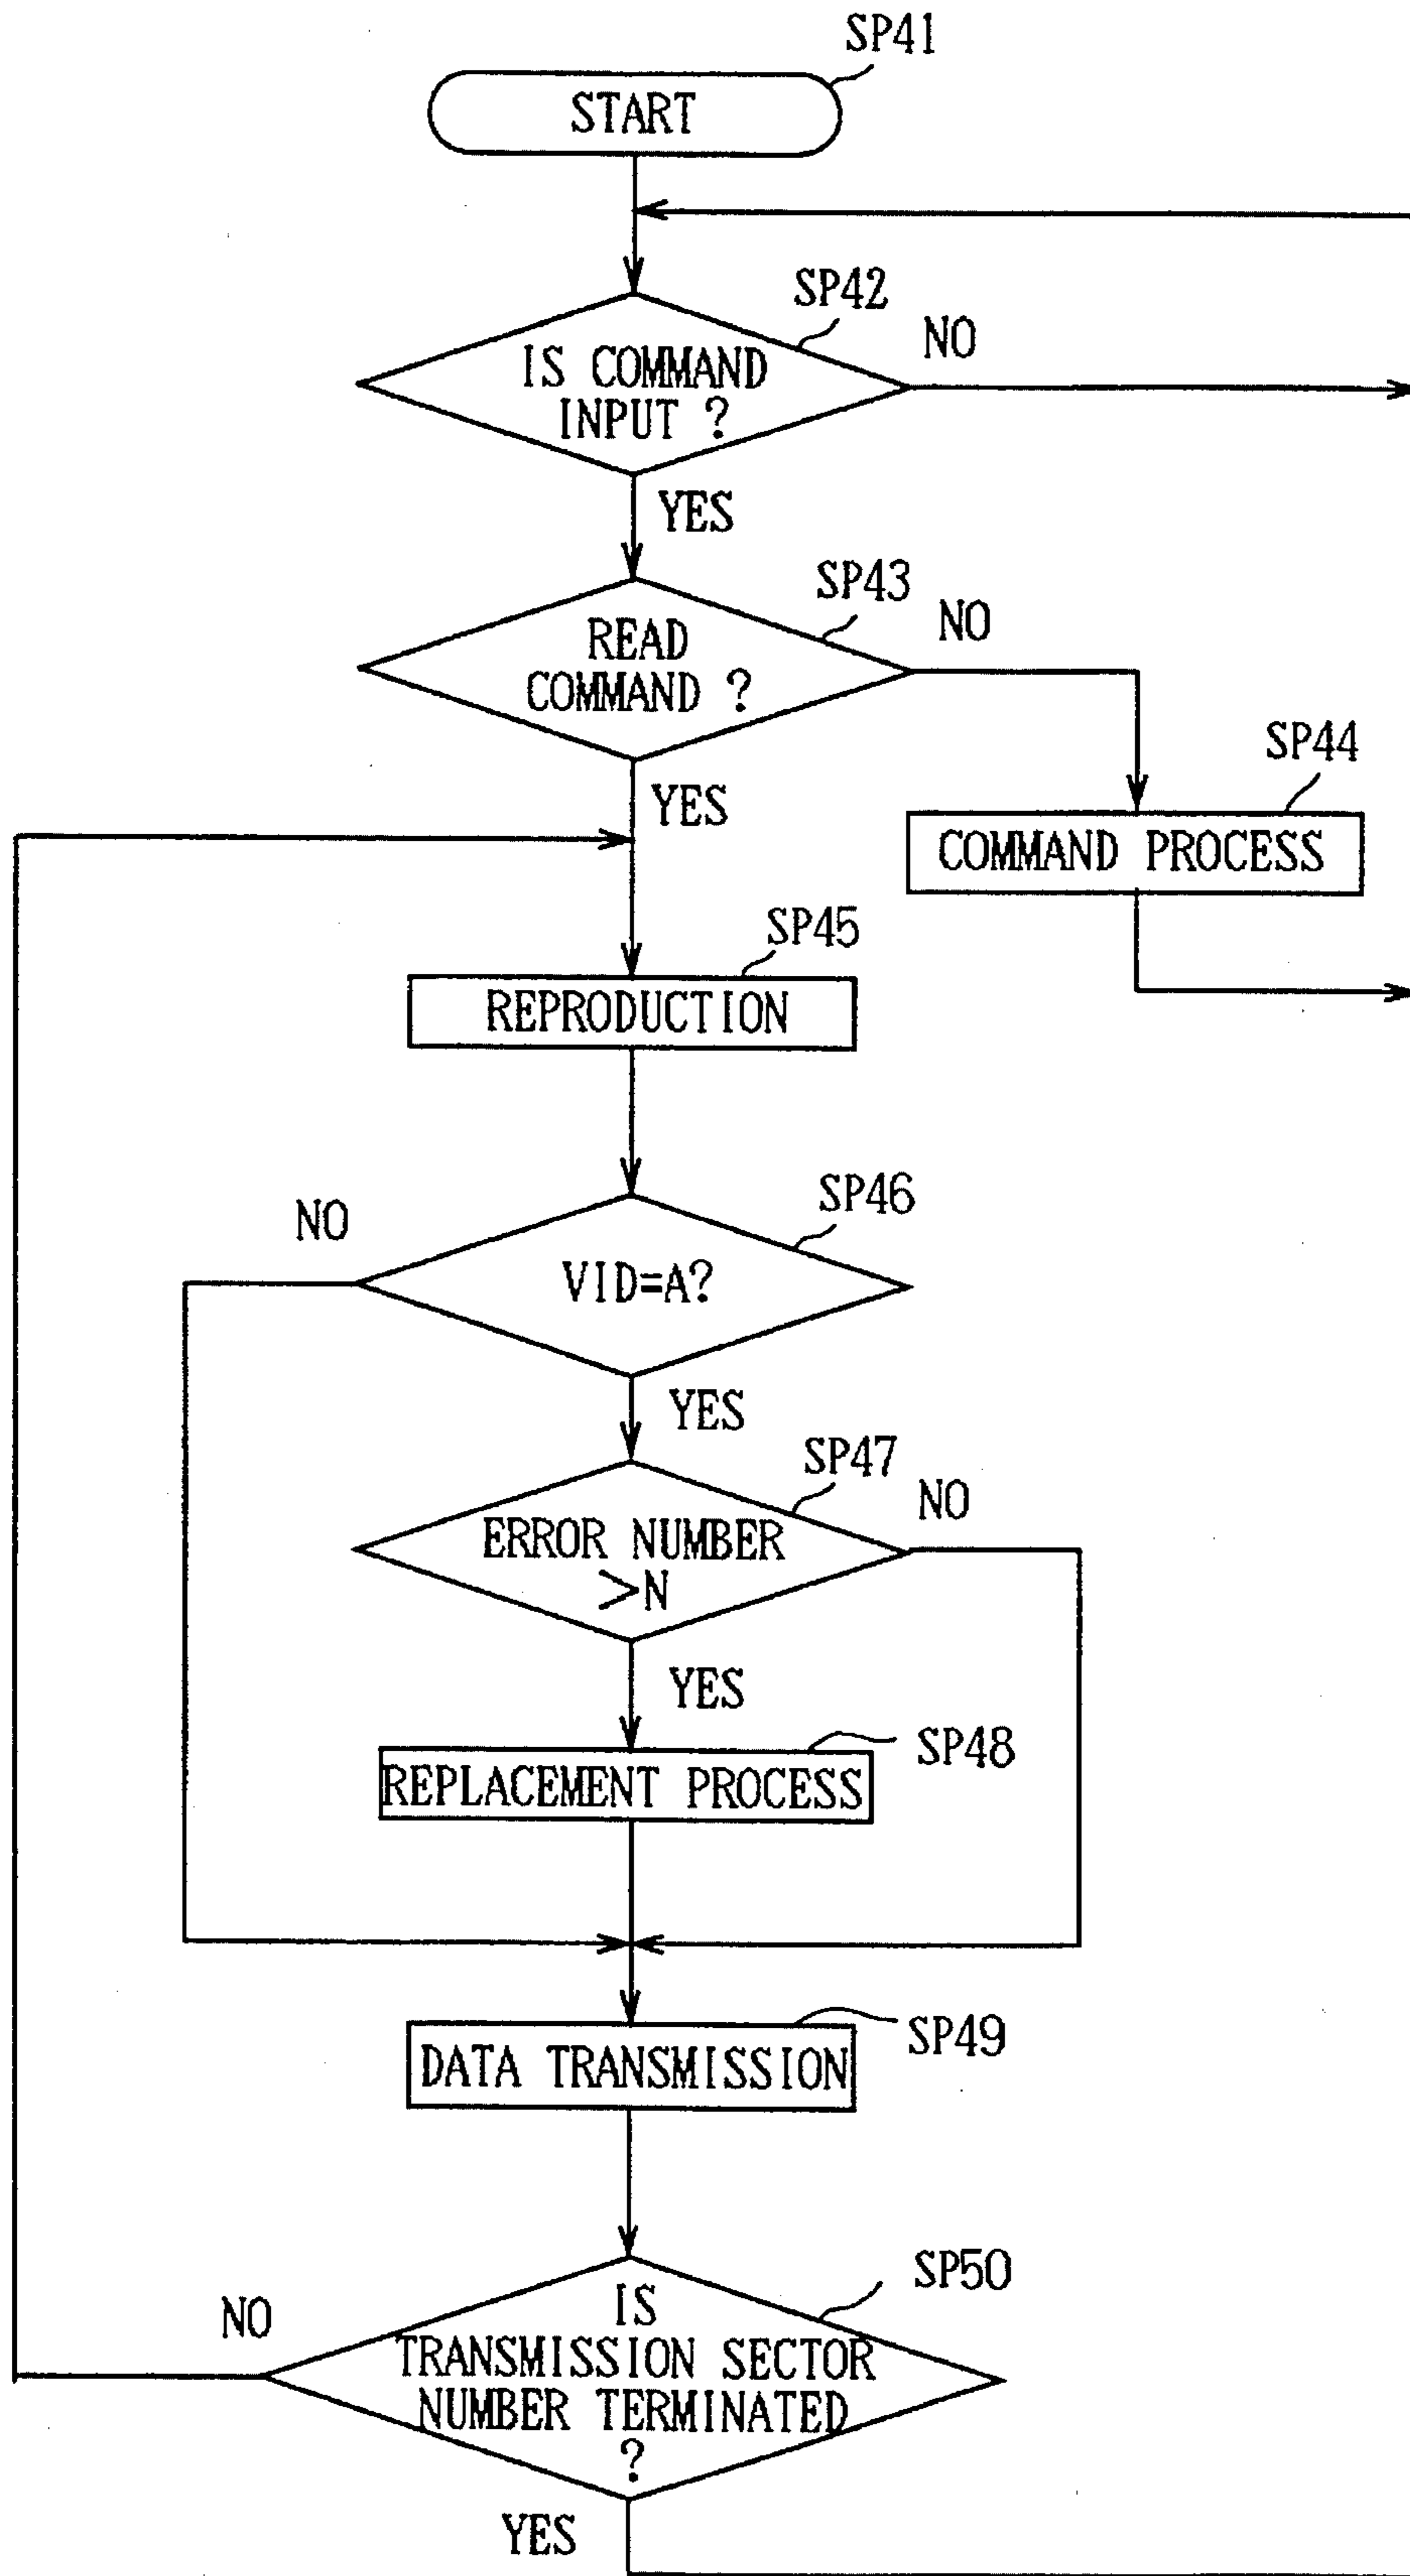 SP41
START
SP42
NO
IS COMMAND
INPUT ?
YES
SP43
NO
READ
COMMAND ?
SP44
YES
COMMAND PROCESS
SP45
REPRODUCTION
SP46
NO
VID=A?
YES
SP47
NO
ERROR NUMBER
>N
YES
SP48
REPLACEMENT PROCESS
SP49
DATA TRANSMISSION
SP50
NO
IS
TRANSMISSION SECTOR
NUMBER TERMINATED
?
YES